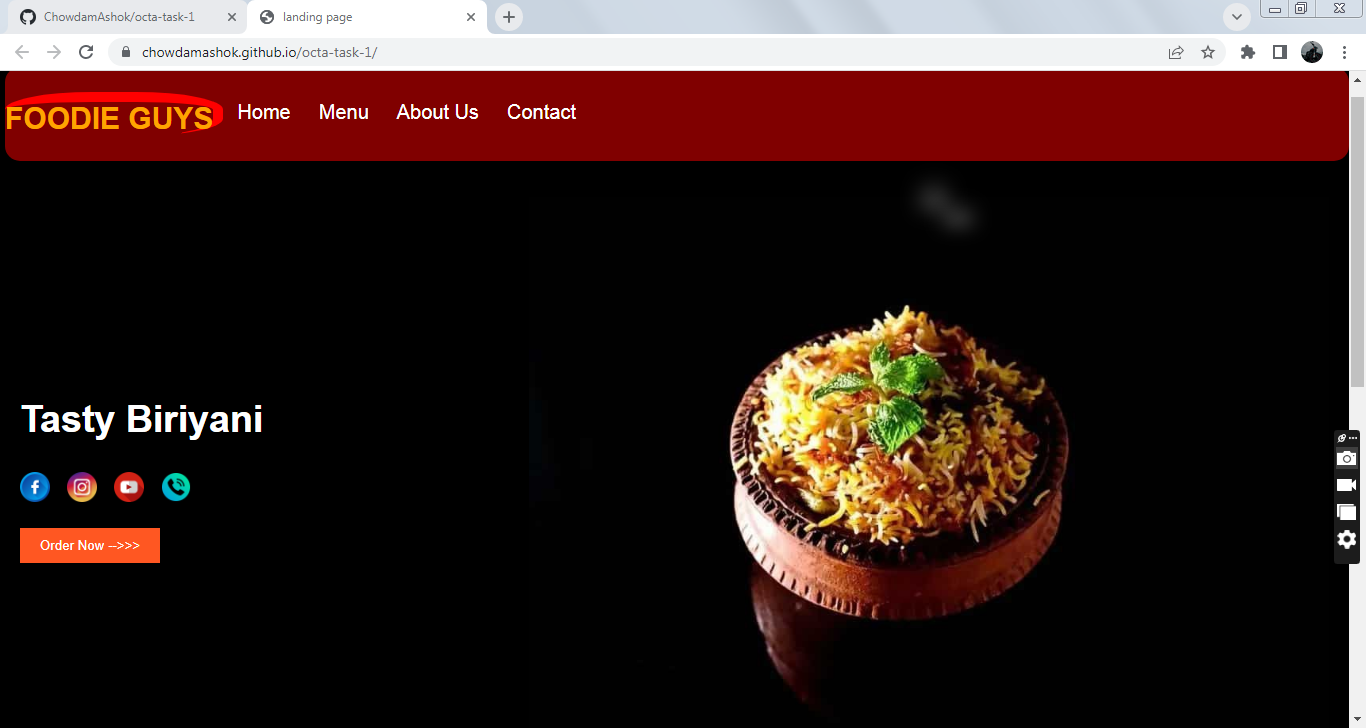 ChowdamAshok/octa-task-1
landing page
chowdamashok.github.io/octa-task-1/
FOODIE GUYS
Home
Menu
About Us
Contact
Tasty Biriyani
Order Now -->>>